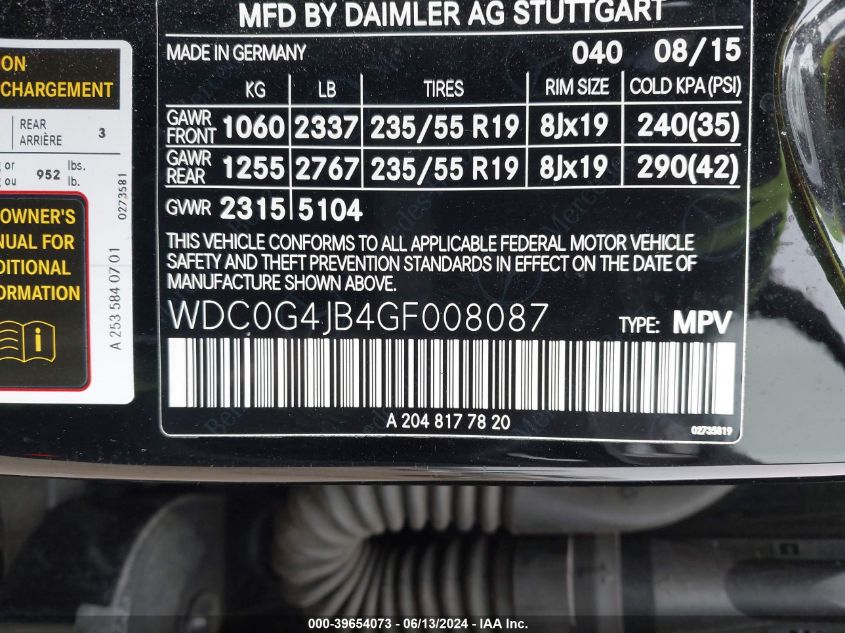 ON
CHARGEMENT
REAR
ARRIÈRE 3
or
ou 952 lbs.
lb.
OWNER'S
NUAL FOR
DITIONAL
ORMATION
i
A 253 584 07 01
0273581
MFD BY DAIMLER AG STUTTGART
MADE IN GERMANY 040 08/15
KG LB TIRES RIM SIZE COLD KPA (PSI)
GAWR FRONT 1060 2337 235/55 R19 8Jx19 240(35)
GAWR REAR 1255 2767 235/55 R19 8Jx19 290(42)
GVWR 2315 5104
THIS VEHICLE CONFORMS TO ALL APPLICABLE FEDERAL MOTOR VEHICLE
SAFETY AND THEFT PREVENTION STANDARDS IN EFFECT ON THE DATE OF
MANUFACTURE SHOWN ABOVE.
WDC0G4JB4GF008087 TYPE: MPV
A 204 817 78 20
02735819
000-39654073 / 06/13/2024 - IAA Inc.